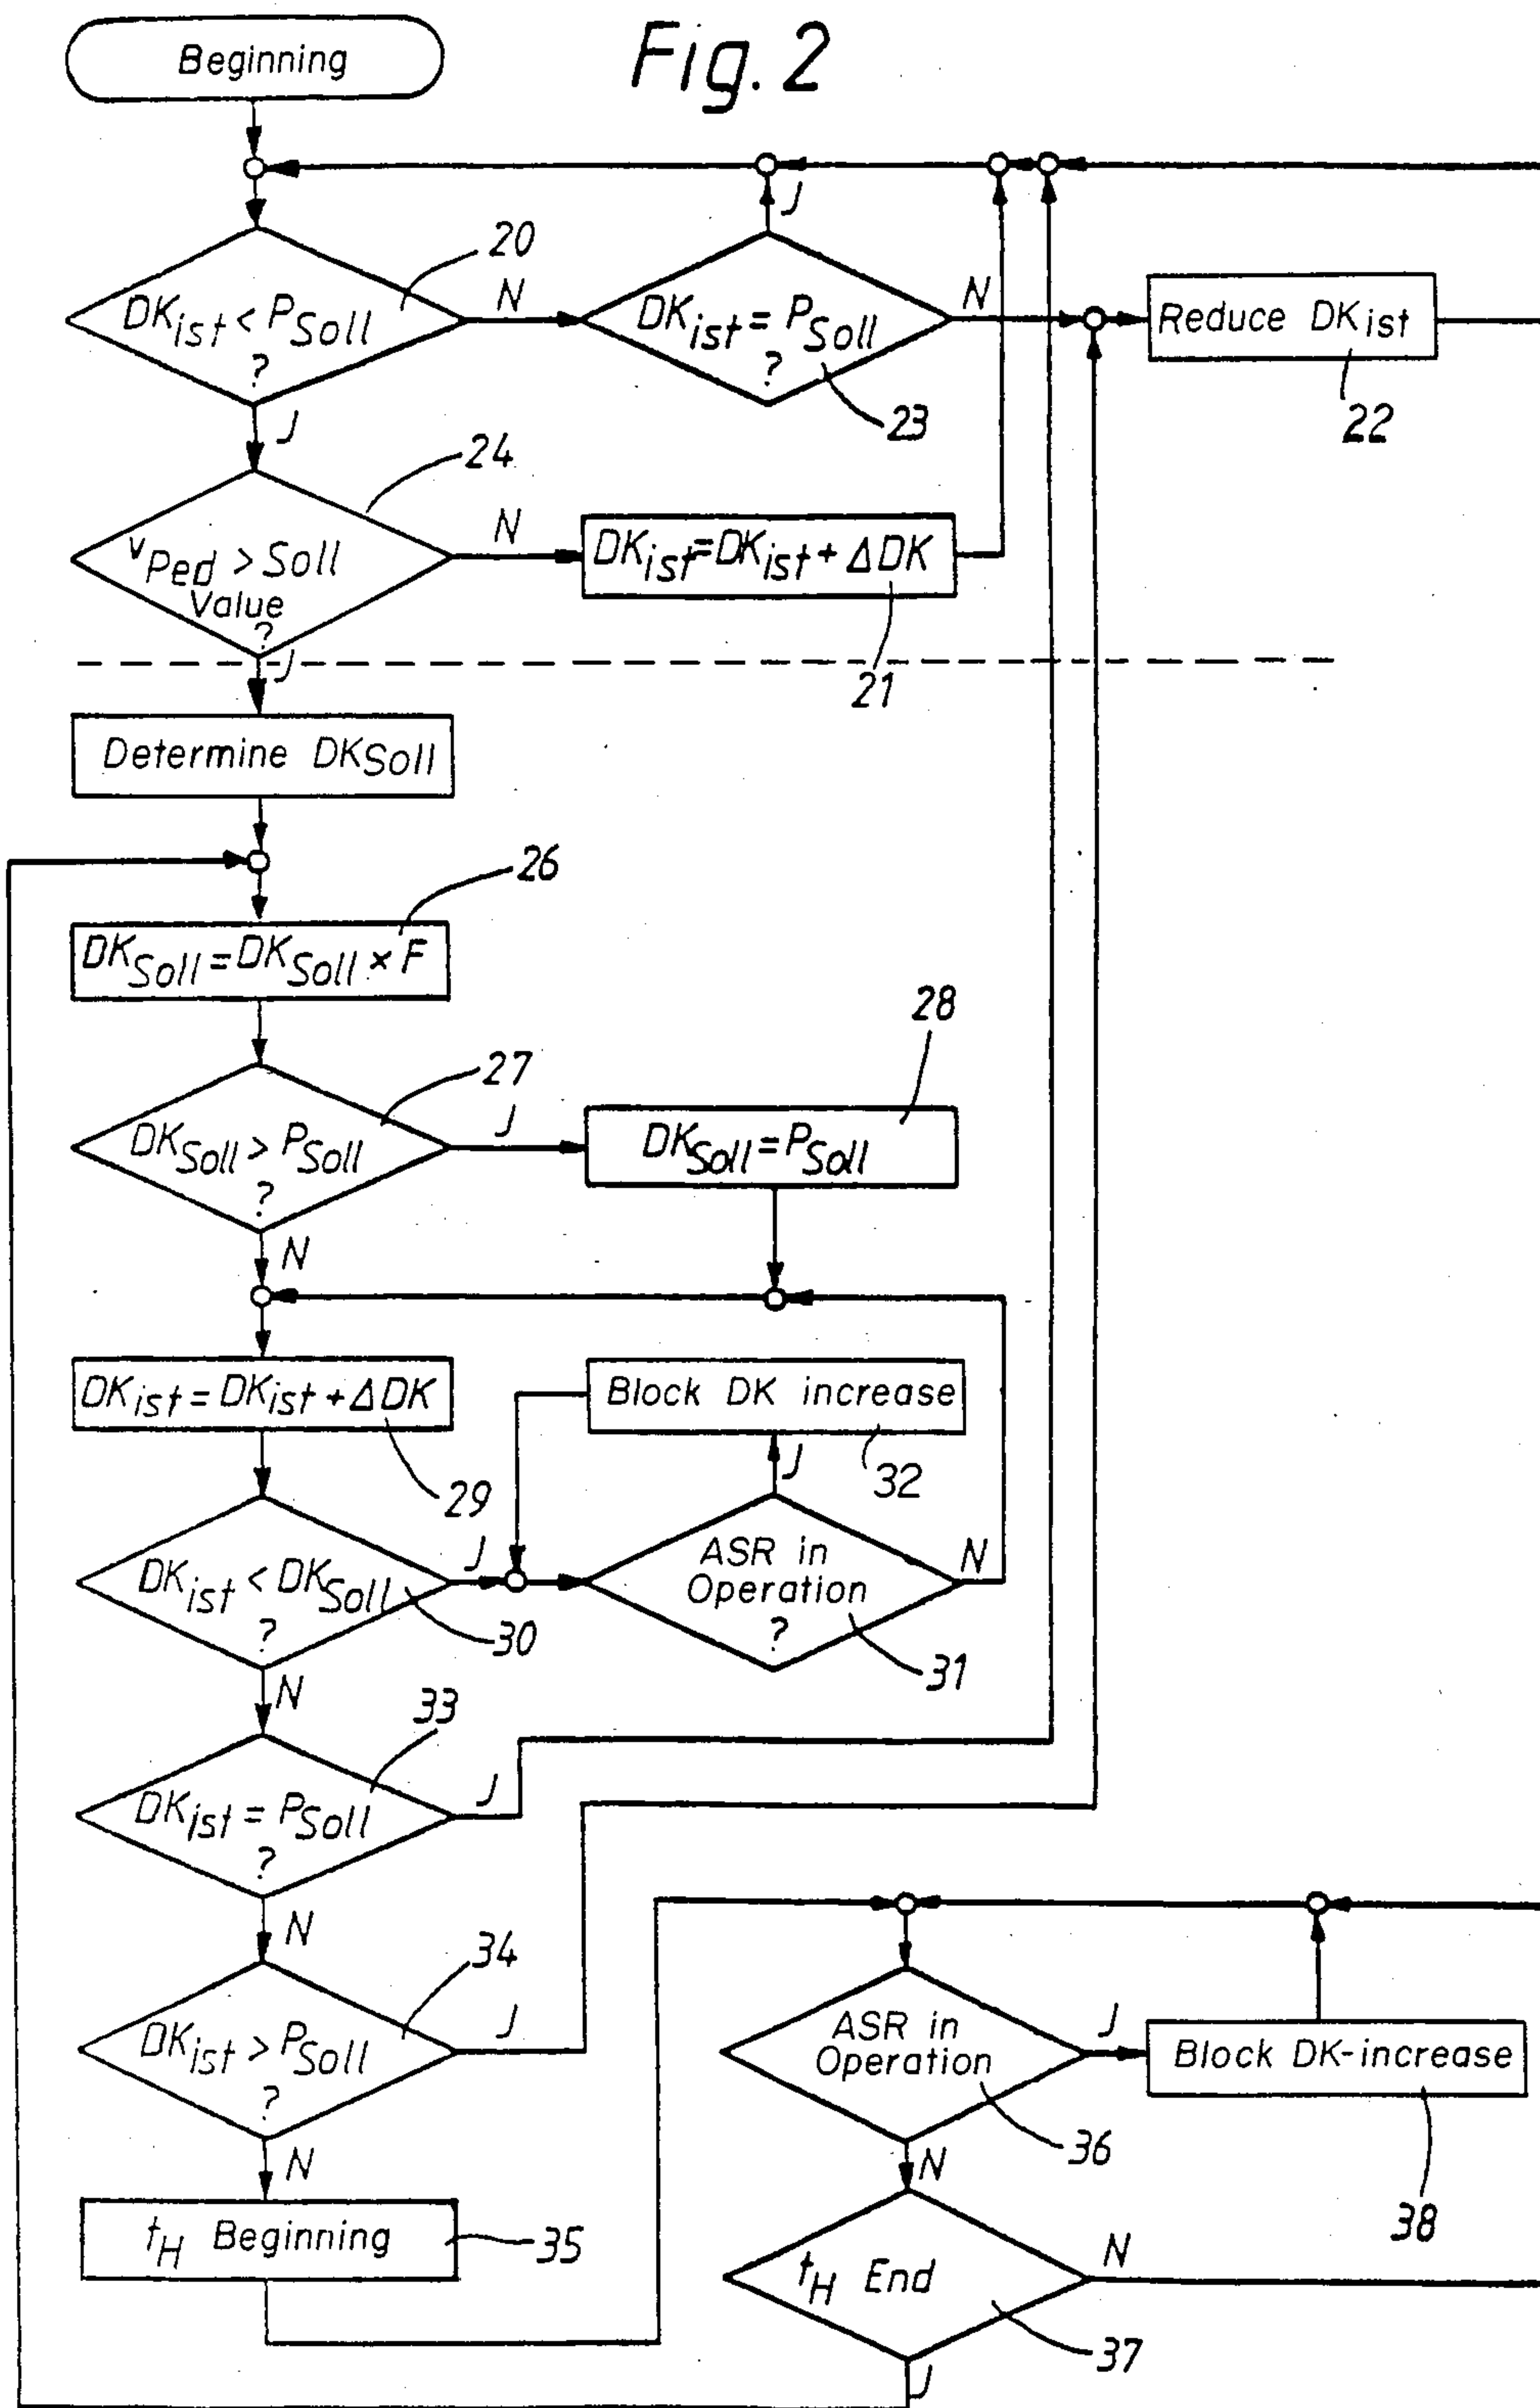 Beginning
Fig. 2
20
DKist < PSoll
?
N
J
DKist = PSoll
?
23
J
N
Reduce DKist
22
24
vPed > Soll
Value
?
N
J
DKist=DKist + ΔDK
21
Determine DKSoll
26
DKSoll = DKSoll × F
27
DKSoll > PSoll
?
J
N
28
DKSoll = PSoll
DKist = DKist + ΔDK
29
Block DK increase
32
J
DKist < DKSoll
?
30
J
N
ASR in
Operation
?
31
N
33
DKist = PSoll
?
J
N
34
DKist > PSoll
?
J
N
tH Beginning
35
ASR in
Operation
36
J
N
Block DK-increase
38
tH End
37
N
J